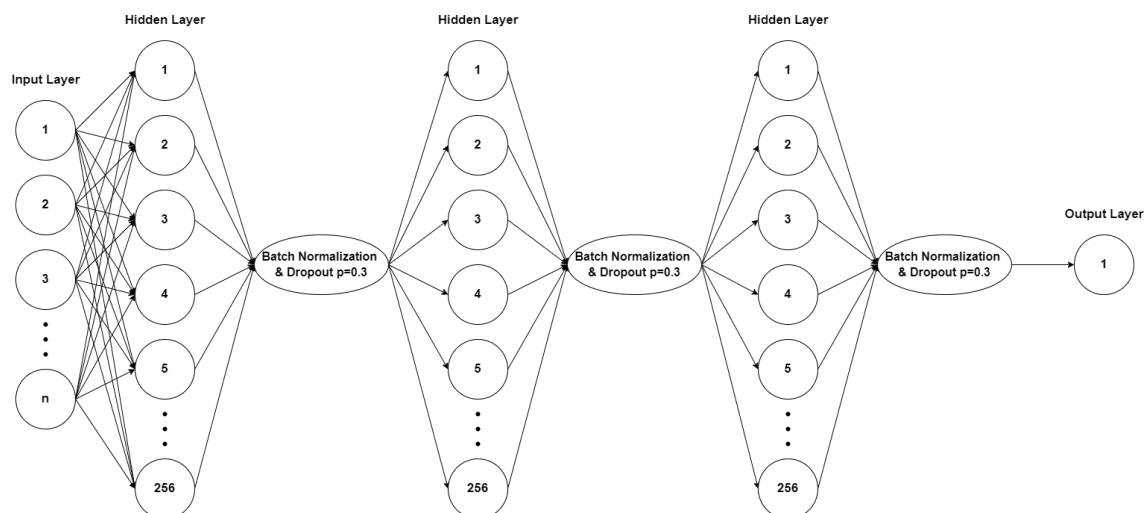 Hidden Layer
Hidden Layer
Hidden Layer
Input Layer
1
2
3
n
1
2
3
4
5
256
Batch Normalization
& Dropout p=0.3
1
2
3
4
5
256
Batch Normalization
& Dropout p=0.3
1
2
3
4
5
256
Batch Normalization
& Dropout p=0.3
Output Layer
1